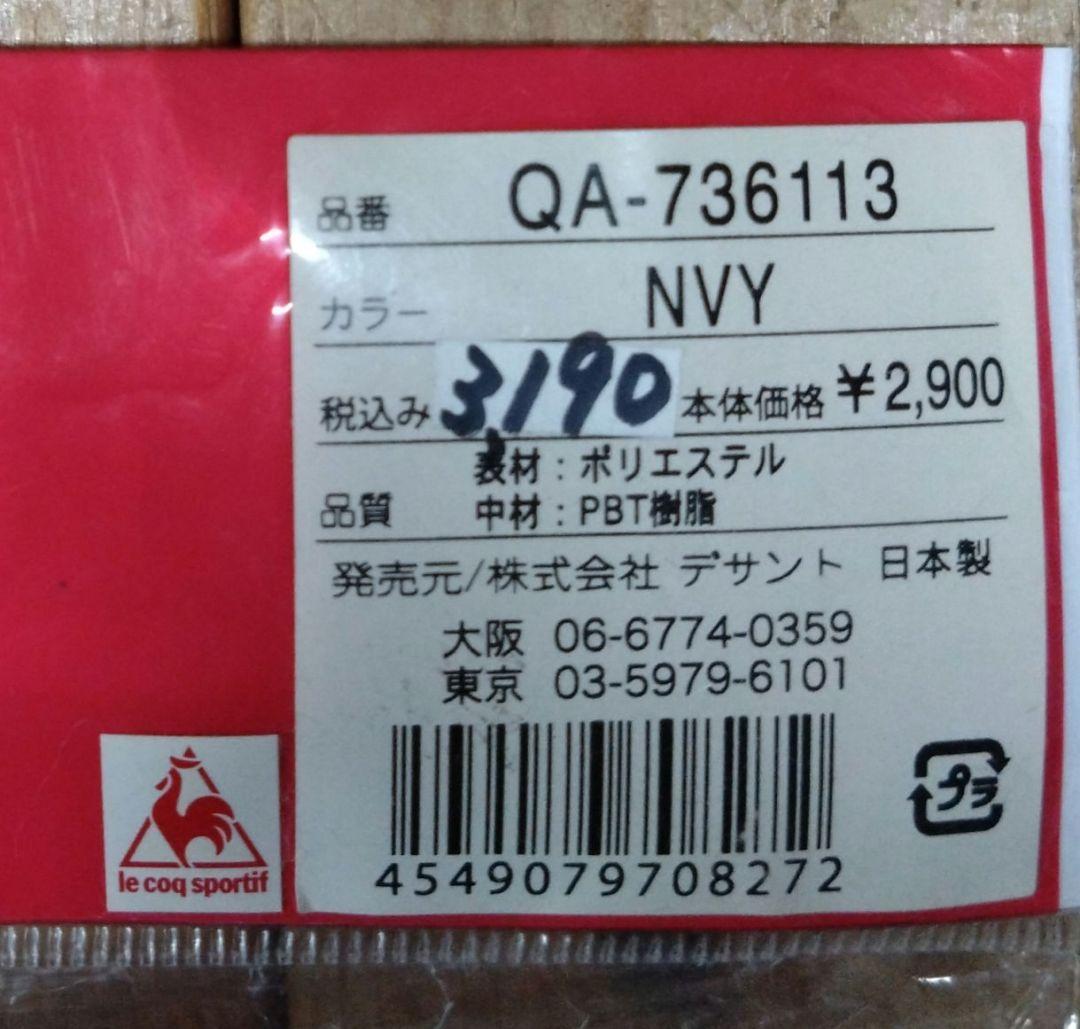 品番 QA-736113
カラー NVY
税込み 3,190 本体価格 ¥2,900
表材:ポリエステル
品質 中材:PBT樹脂
発売元/株式会社 デサント 日本製
大阪 06-6774-0359
東京 03-5979-6101
プラ
le coq sportif
4549079708272